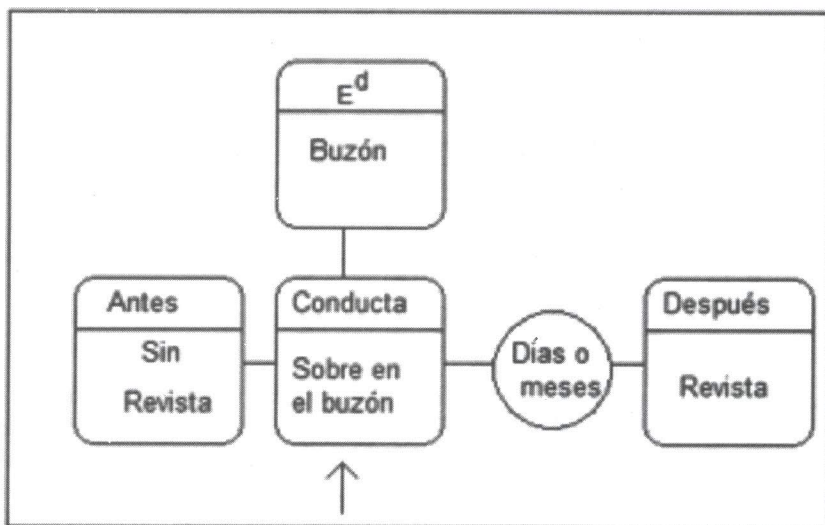 E^d
Buzón
Antes
Sin
Revista
Conducta
Sobre en
el buzón
Días o
meses
Después
Revista